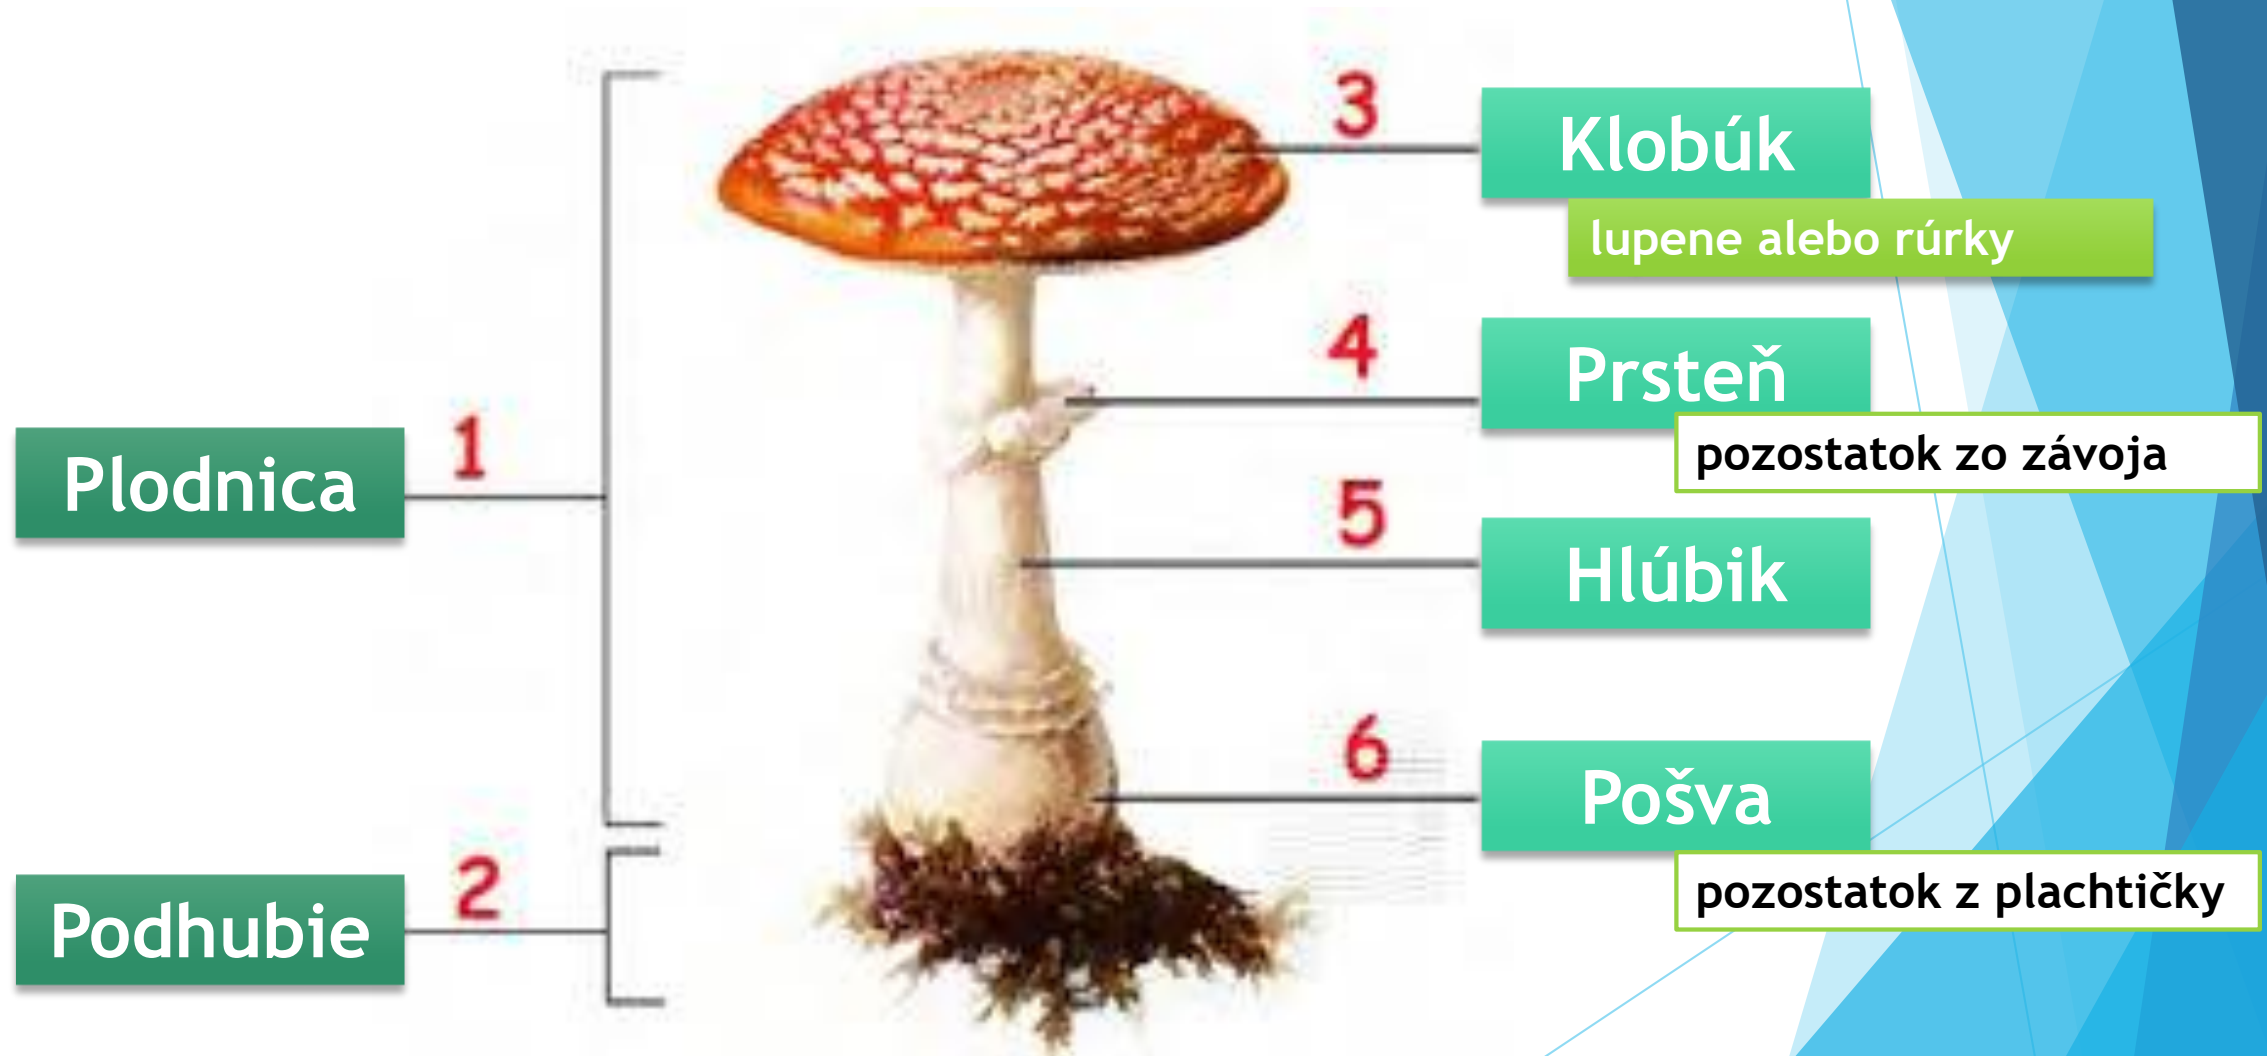 1
Plodnica
2
Podhubie
3
Klobúk
lupene alebo rúrky
4
Prsteň
pozostatok zo závoja
5
Hlúbik
6
Pošva
pozostatok z plachtičky